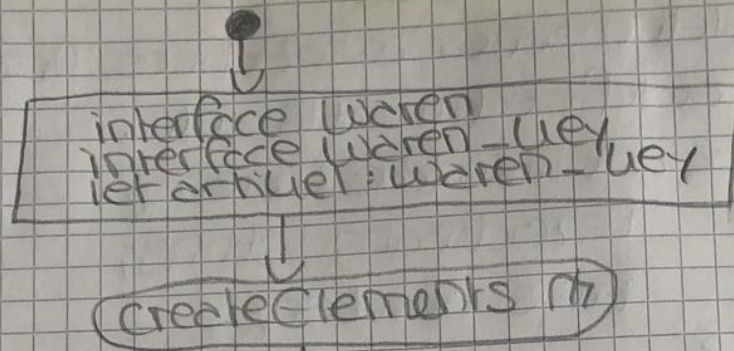 interface Waren
interface Waren_key
let artikel: Waren_key
createElements ⋔